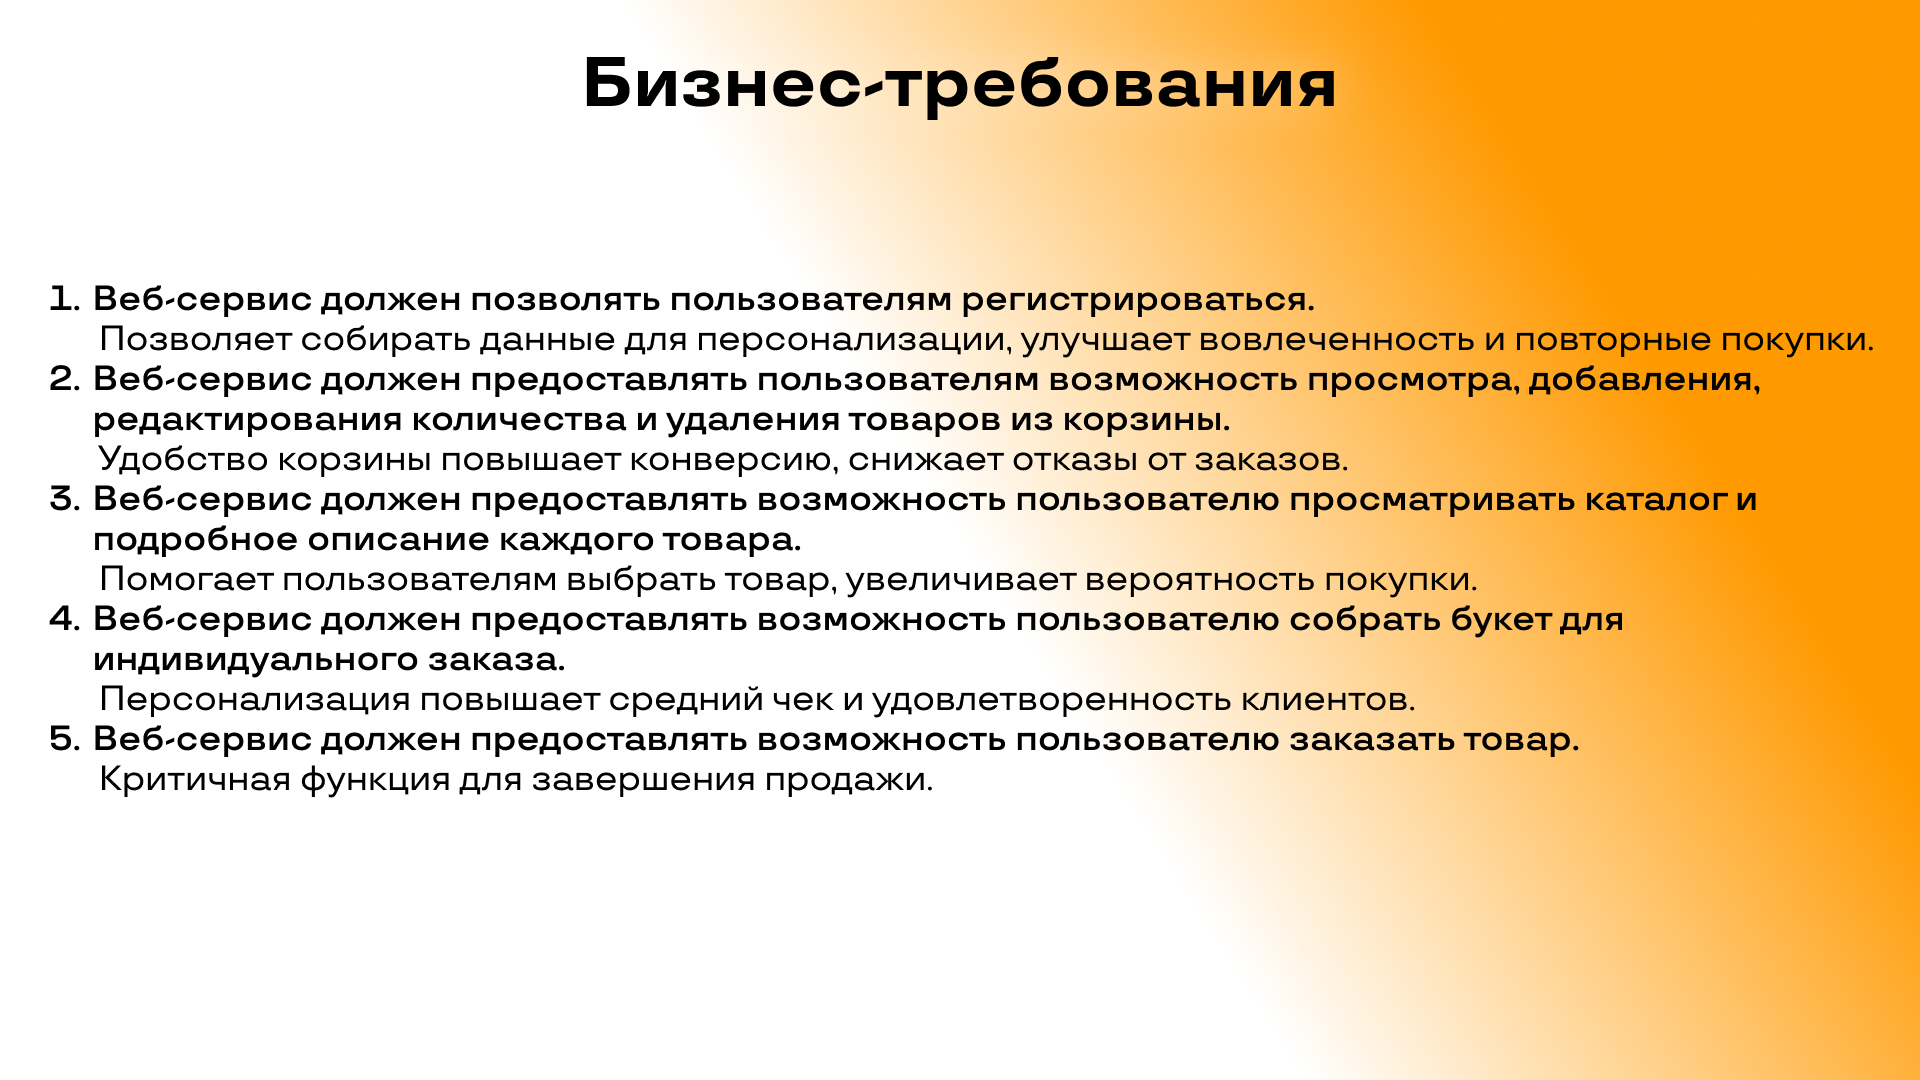 Бизнес-требования
1. Веб-сервис должен позволять пользователям регистрироваться.
Позволяет собирать данные для персонализации, улучшает вовлеченность и повторные покупки.
2. Веб-сервис должен предоставлять пользователям возможность просмотра, добавления,
редактирования количества и удаления товаров из корзины.
Удобство корзины повышает конверсию, снижает отказы от заказов.
3. Веб-сервис должен предоставлять возможность пользователю просматривать каталог и
подробное описание каждого товара.
Помогает пользователям выбрать товар, увеличивает вероятность покупки.
4. Веб-сервис должен предоставлять возможность пользователю собрать букет для
индивидуального заказа.
Персонализация повышает средний чек и удовлетворенность клиентов.
5. Веб-сервис должен предоставлять возможность пользователю заказать товар.
Критичная функция для завершения продажи.